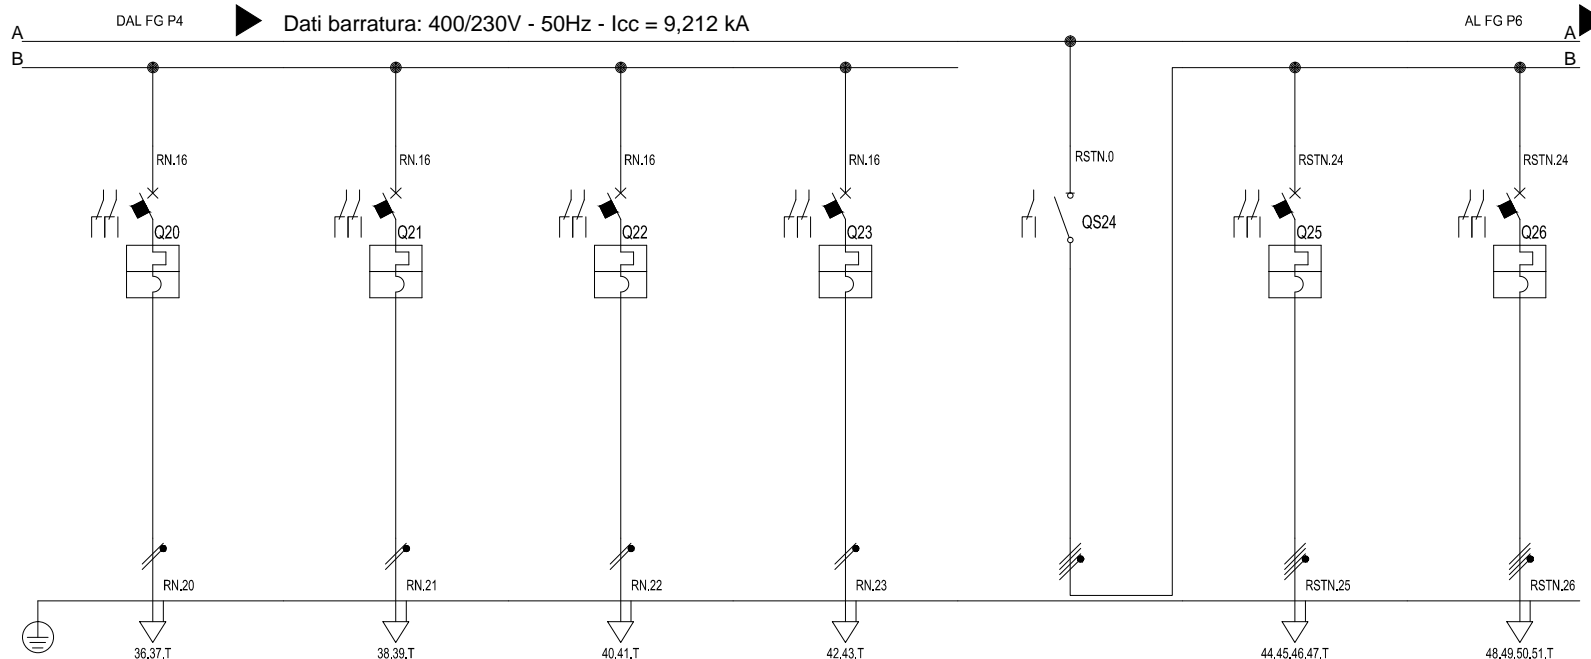 DAL FG P4
Dati barratura: 400/230V - 50Hz - Icc = 9,212 kA
AL FG P6
A
A
B
B
RN.16
RN.16
RN.16
RN.16
RSTN.0
RSTN.24
RSTN.24
Q20
Q21
Q22
Q23
QS24
Q25
Q26
RN.20
RN.21
RN.22
RN.23
RSTN.25
RSTN.26
36,37,T
38,39,T
40,41,T
42,43,T
44,45,46,47,T
48,49,50,51,T